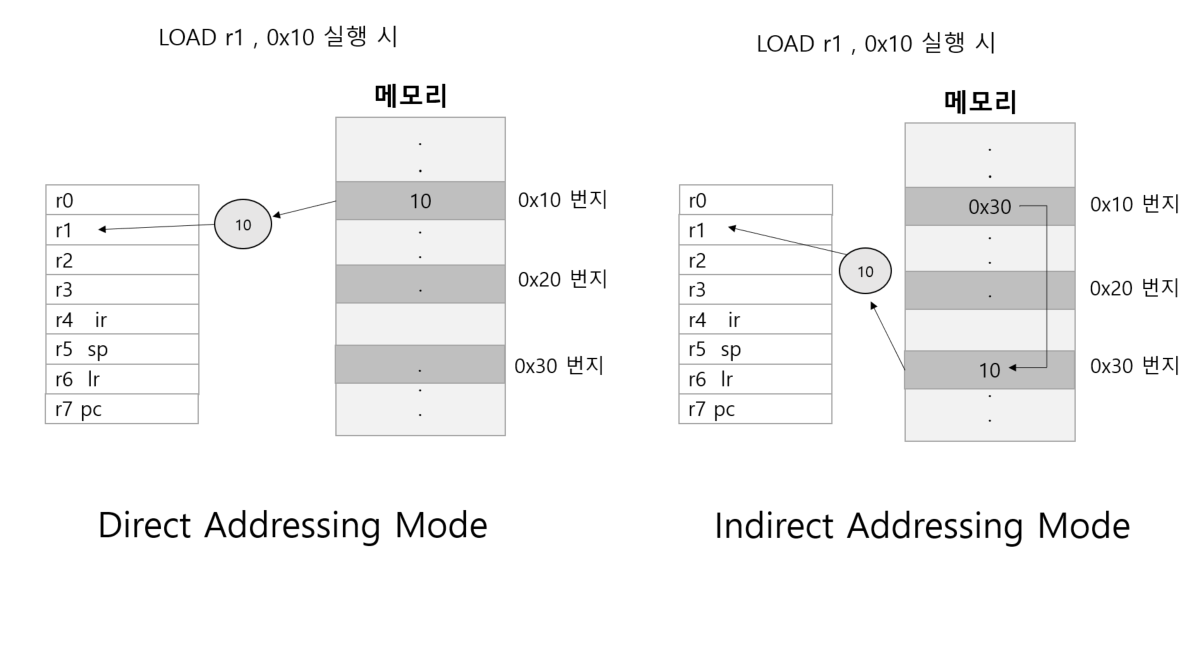 LOAD r1 , 0x10 실행 시
메모리
.
.
10
0x10 번지
.
.
.
0x20 번지
.
0x30 번지
.
.
10
r0
r1
r2
r3
r4 ir
r5 sp
r6 lr
r7 pc
Direct Addressing Mode
LOAD r1 , 0x10 실행 시
메모리
.
.
0x30
0x10 번지
.
.
.
0x20 번지
10
0x30 번지
.
.
10
r0
r1
r2
r3
r4 ir
r5 sp
r6 lr
r7 pc
Indirect Addressing Mode